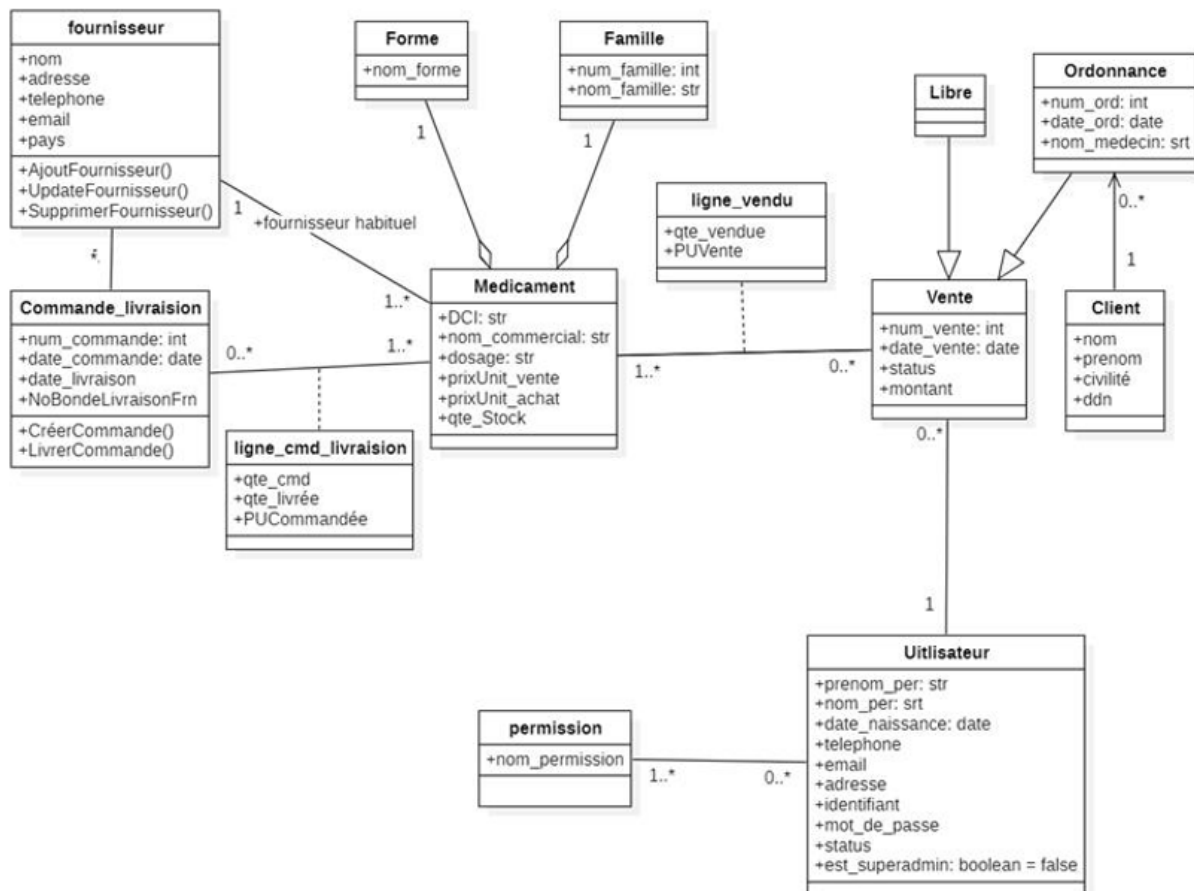 fournisseur
+nom
+adresse
+telephone
+email
+pays
+AjoutFournisseur()
+UpdateFournisseur()
+SupprimerFournisseur()
Forme
+nom_forme
Famille
+num_famille: int
+nom_famille: str
Libre
Ordonnance
+num_ord: int
+date_ord: date
+nom_medecin: srt
1
1
1
+fournisseur habituel
1..*
ligne_vendu
+qte_vendue
+PUVente
0..*
1
Commande_livraision
+num_commande: int
+date_commande: date
+date_livraison
+NoBondeLivraisonFrn
+CréerCommande()
+LivrerCommande()
0..*
1..*
Medicament
+DCI: str
+nom_commercial: str
+dosage: str
+prixUnit_vente
+prixUnit_achat
+qte_Stock
1..*
0..*
Vente
+num_vente: int
+date_vente: date
+status
+montant
Client
+nom
+prenom
+civilité
+ddn
ligne_cmd_livraision
+qte_cmd
+qte_livrée
+PUCommandée
0..*
1
Uitlisateur
+prenom_per: str
+nom_per: srt
+date_naissance: date
+telephone
+email
+adresse
+identifiant
+mot_de_passe
+status
+est_superadmin: boolean = false
permission
+nom_permission
1..*
0..*